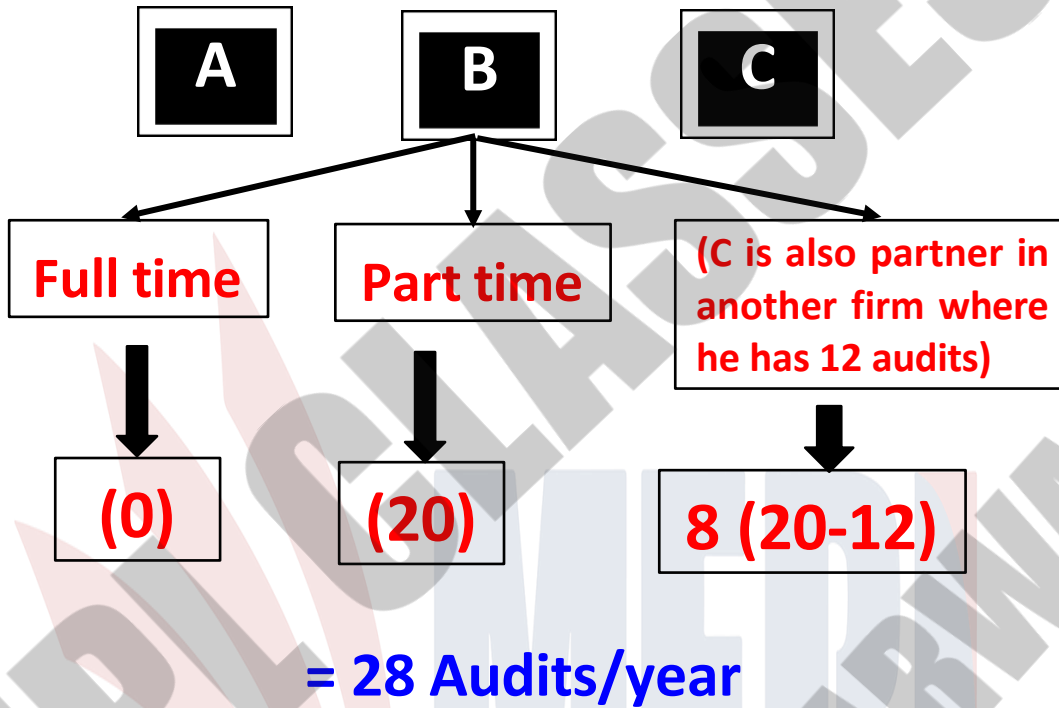 A
B
C
Full time
Part time
(C is also partner in
another firm where
he has 12 audits)
(0)
(20)
8 (20-12)
= 28 Audits/year